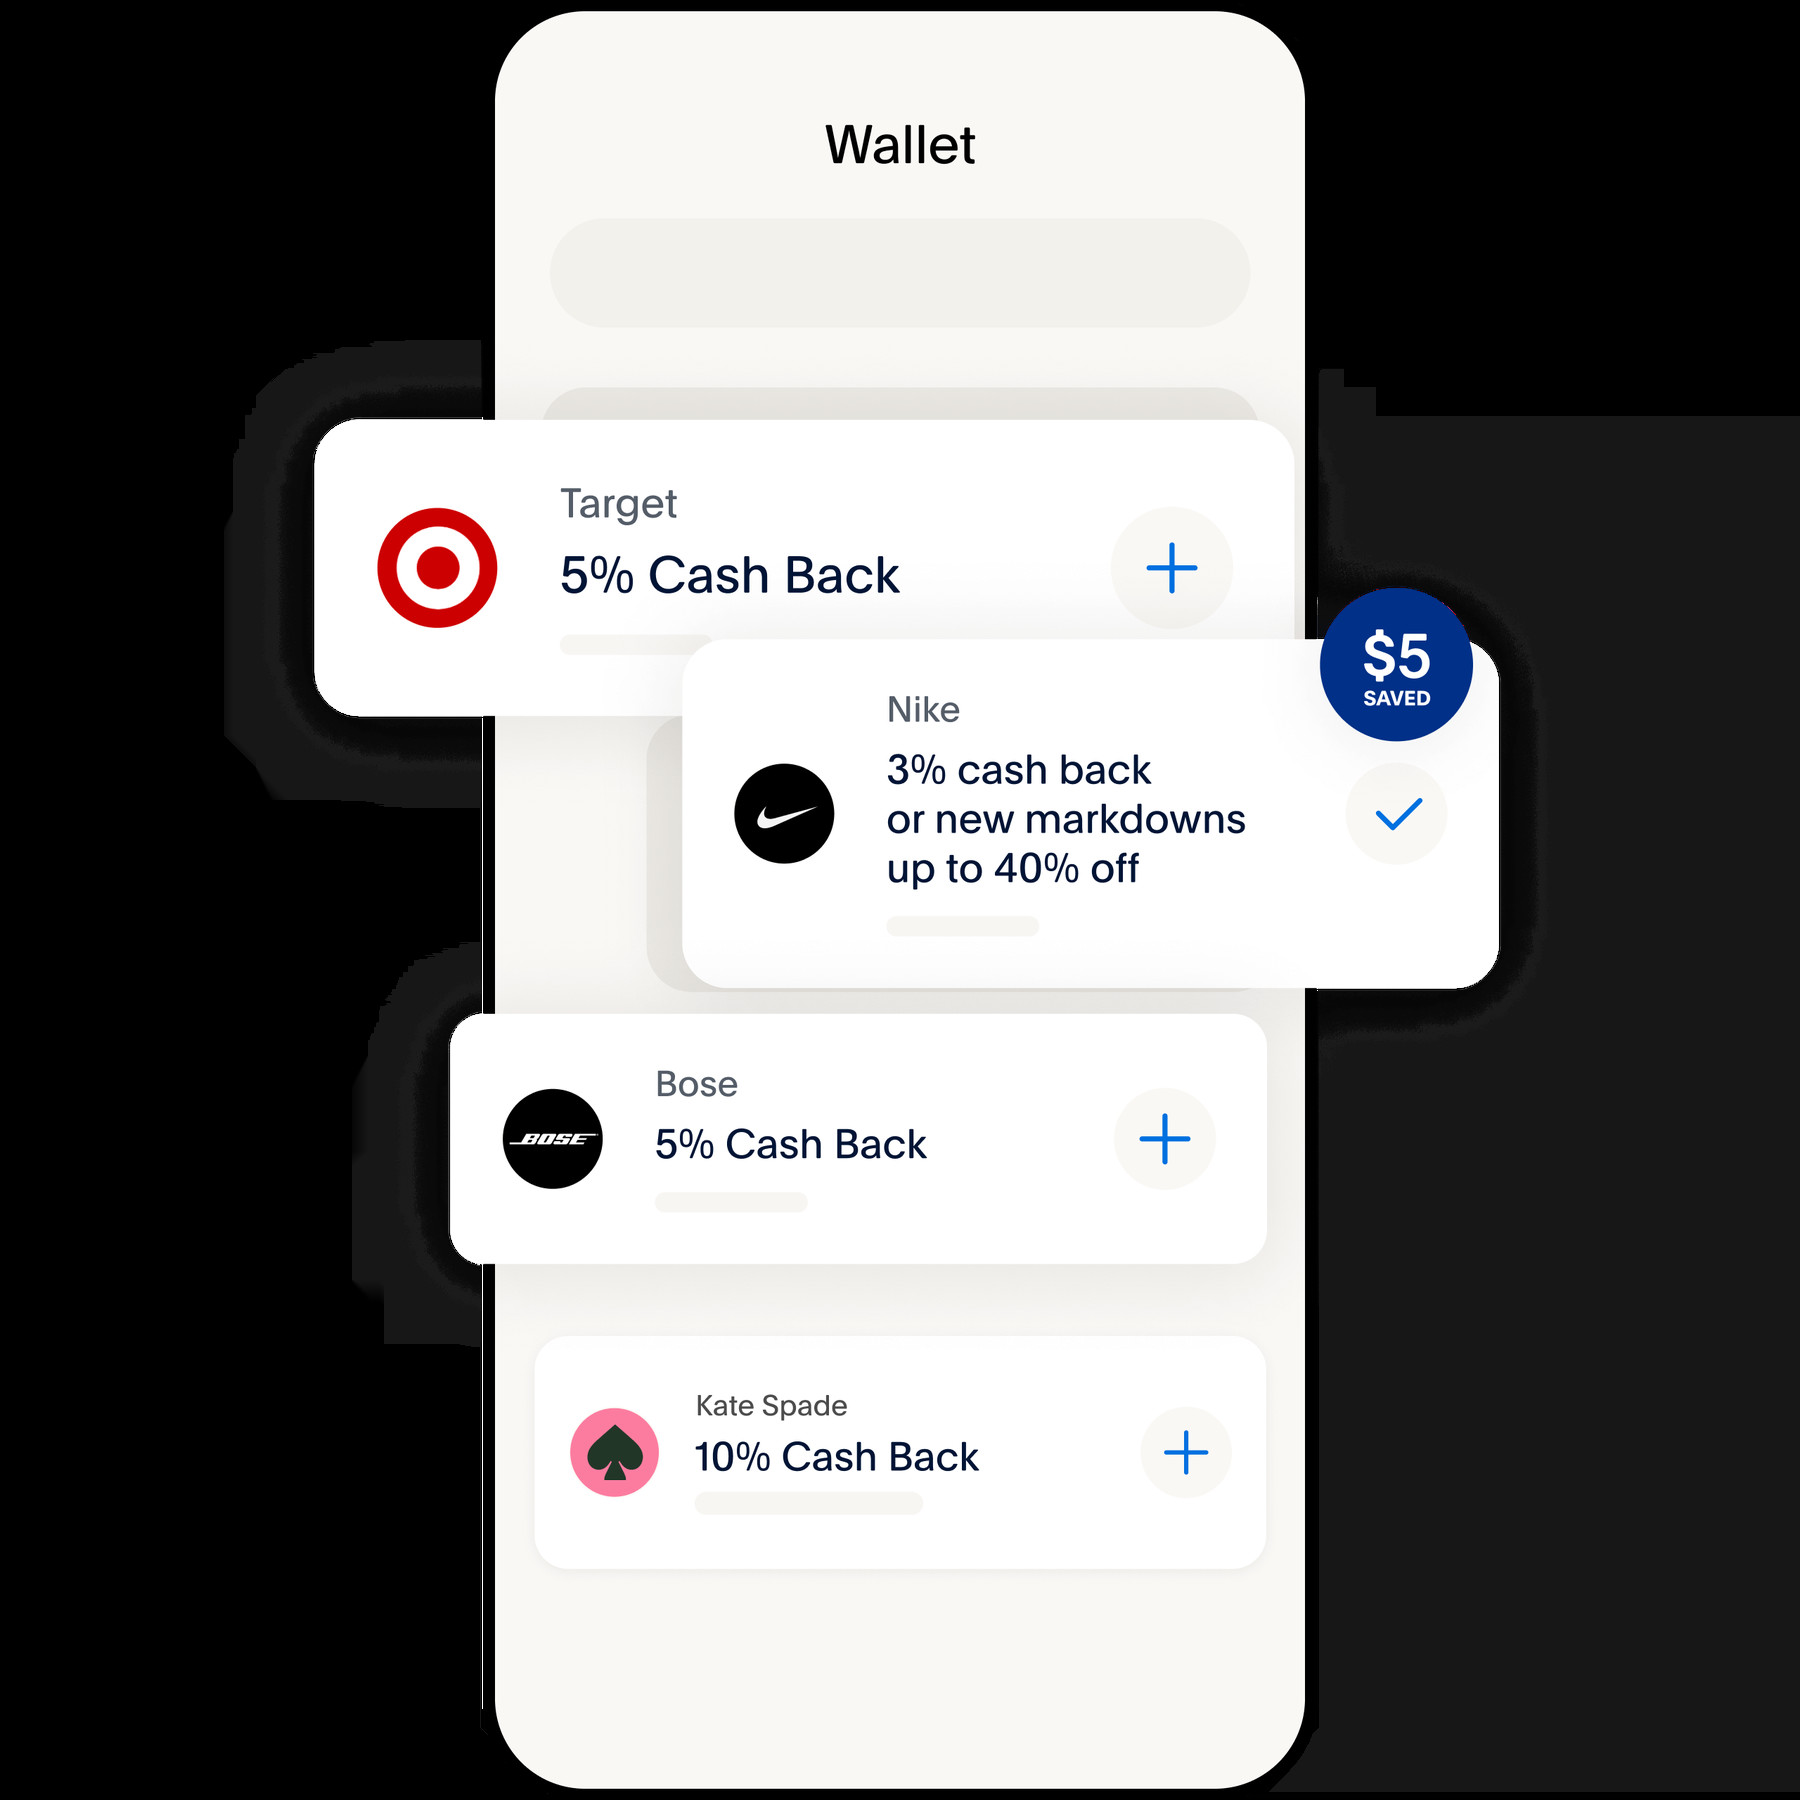 Wallet
Target
5% Cash Back
$5
SAVED
Nike
3% cash back
or new markdowns
up to 40% off
Bose
BOSE
5% Cash Back
Kate Spade
10% Cash Back